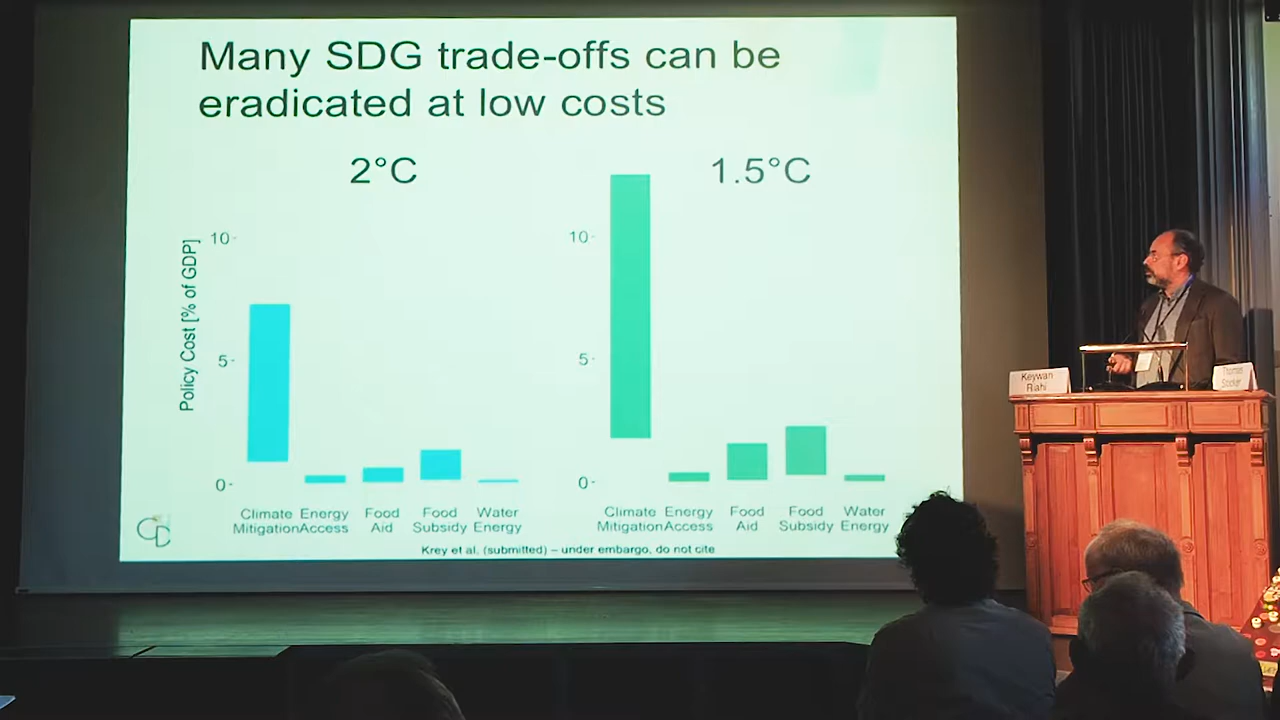 Many SDG trade-offs can be
eradicated at low costs
2°C
1.5°C
Policy Cost [% of GDP]
10
5
0
Climate Mitigation
Energy Access
Food Aid
Food Subsidy
Water Energy
10
5
0
Climate Mitigation
Energy Access
Food Aid
Food Subsidy
Water Energy
Krey et al. (submitted) – under embargo, do not cite
Keywan
Riahi
Thomas